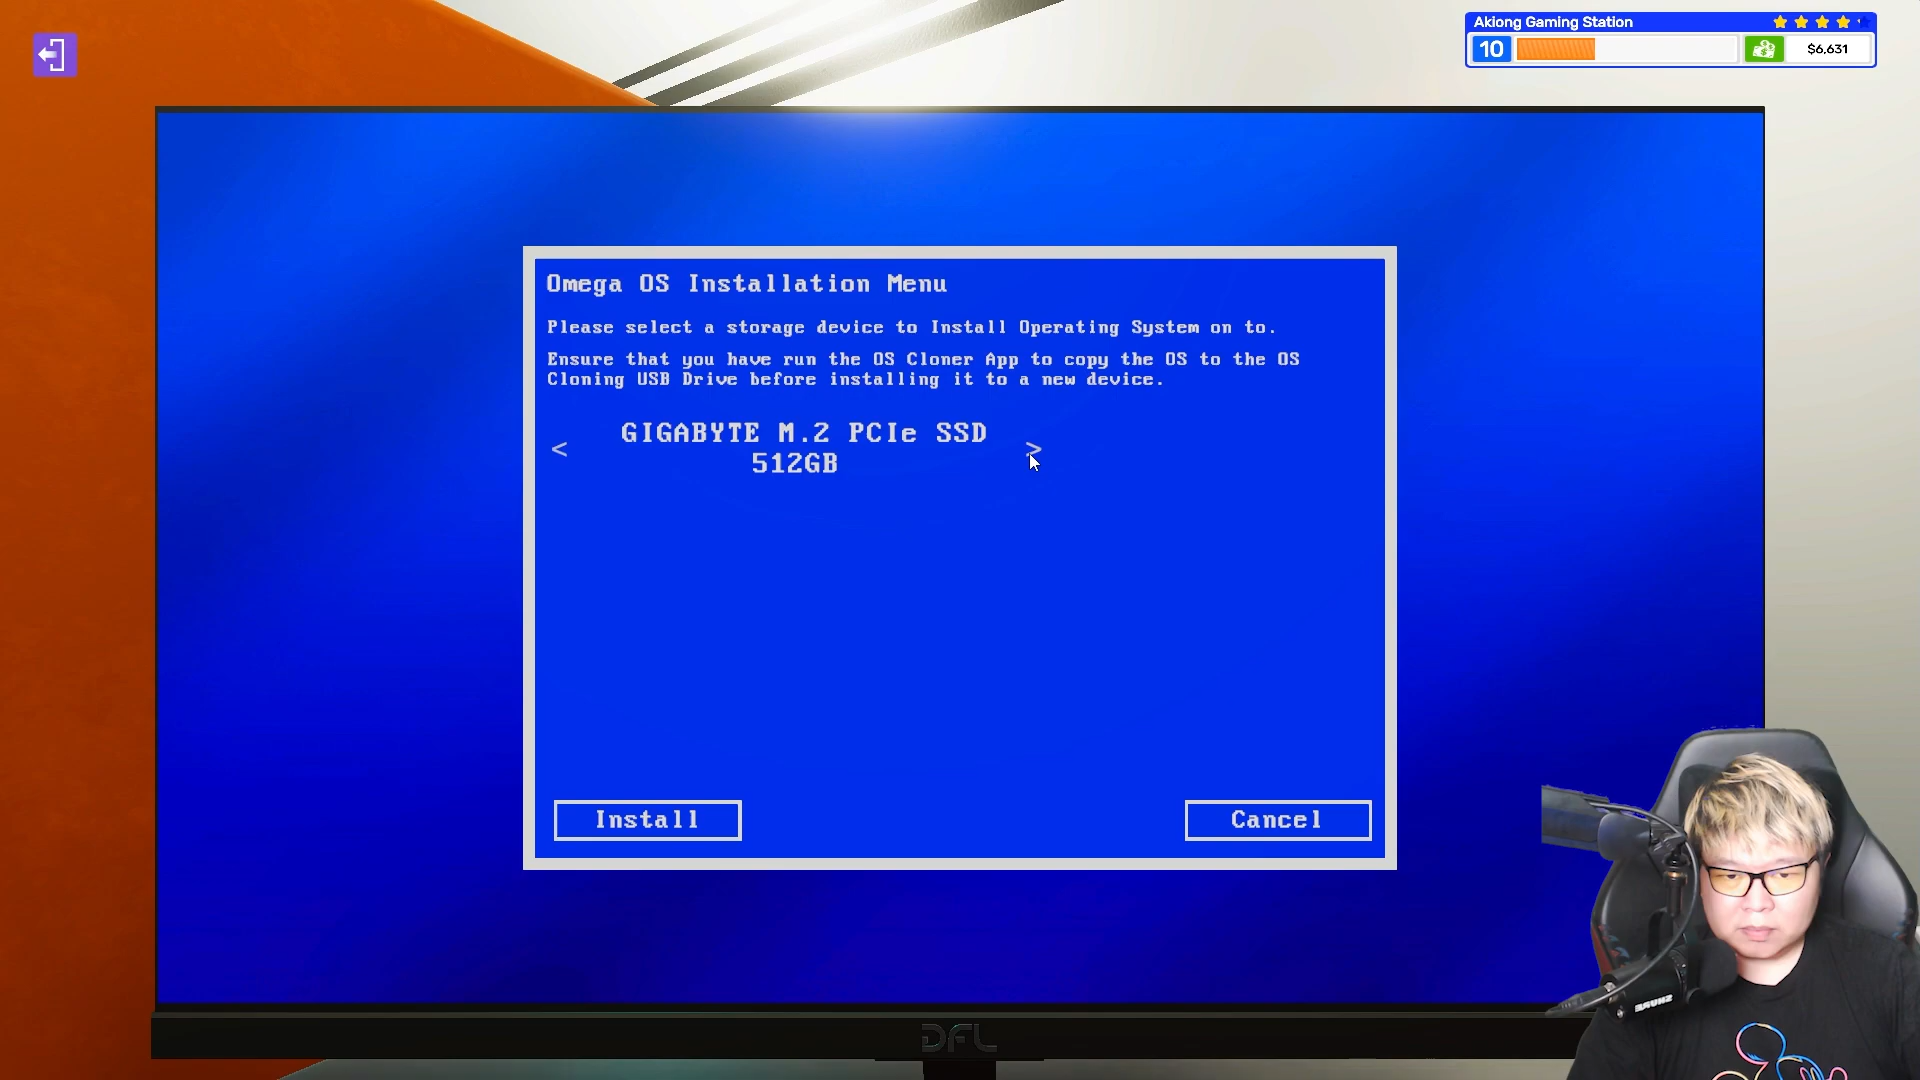 Akiong Gaming Station
10
$6,631
Omega OS Installation Menu
Please select a storage device to Install Operating System on to.
Ensure that you have run the OS Cloner App to copy the OS to the OS
Cloning USB Drive before installing it to a new device.
< GIGABYTE M.2 PCIe SSD >
512GB
Install
Cancel
DFL